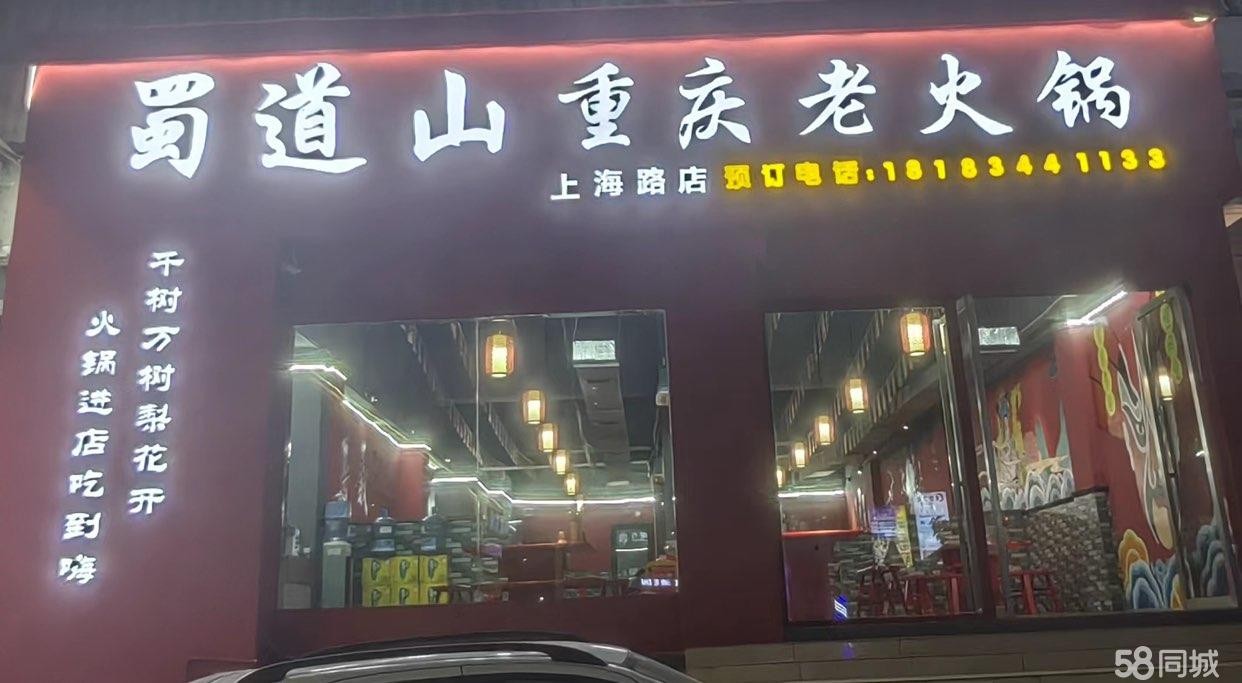 蜀道山重庆老火锅
上海路店 预订电话:18183441133
千树万树梨花开
火锅进店吃到嗨
58同城